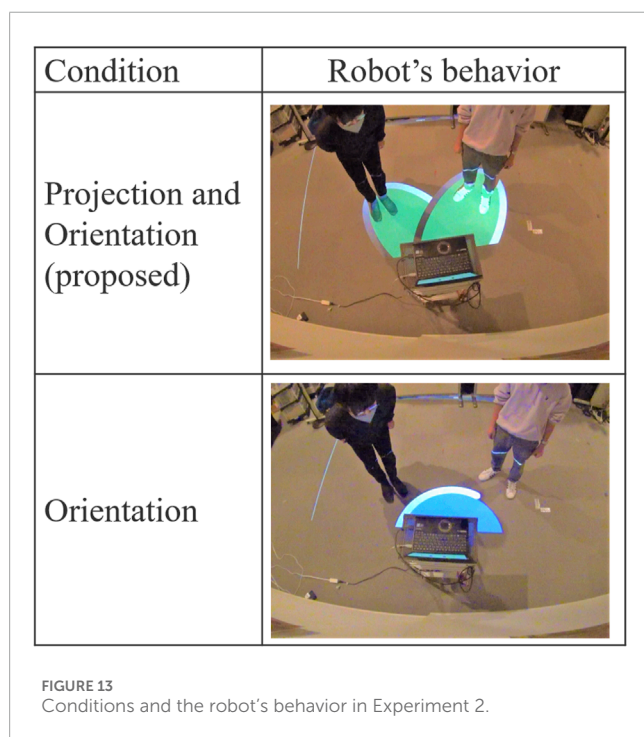 Condition
Robot's behavior
Projection and
Orientation
(proposed)
Orientation
FIGURE 13
Conditions and the robot's behavior in Experiment 2.